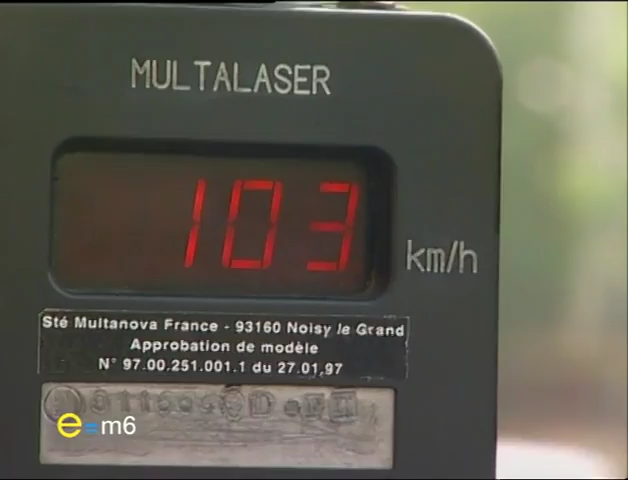 MULTALASER
103
km/h
Sté Multanova France - 93160 Noisy le Grand
Approbation de modèle
N° 97.00.251.001.1 du 27.01.97
e=m6